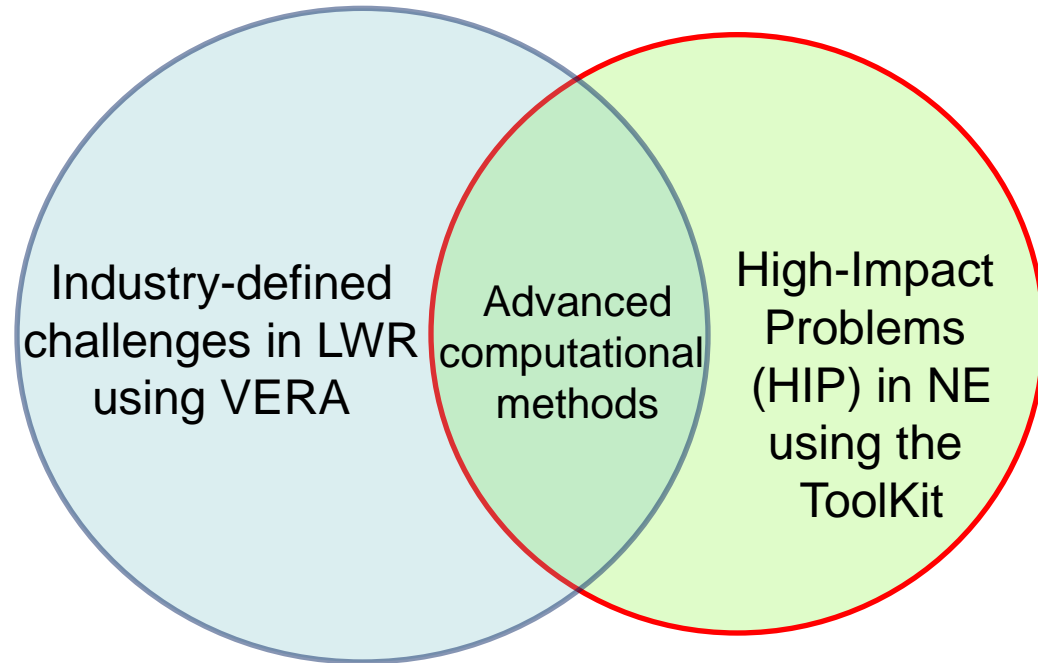 Industry-defined
challenges in LWR
using VERA
Advanced
computational
methods
High-Impact
Problems
(HIP) in NE
using the
ToolKit